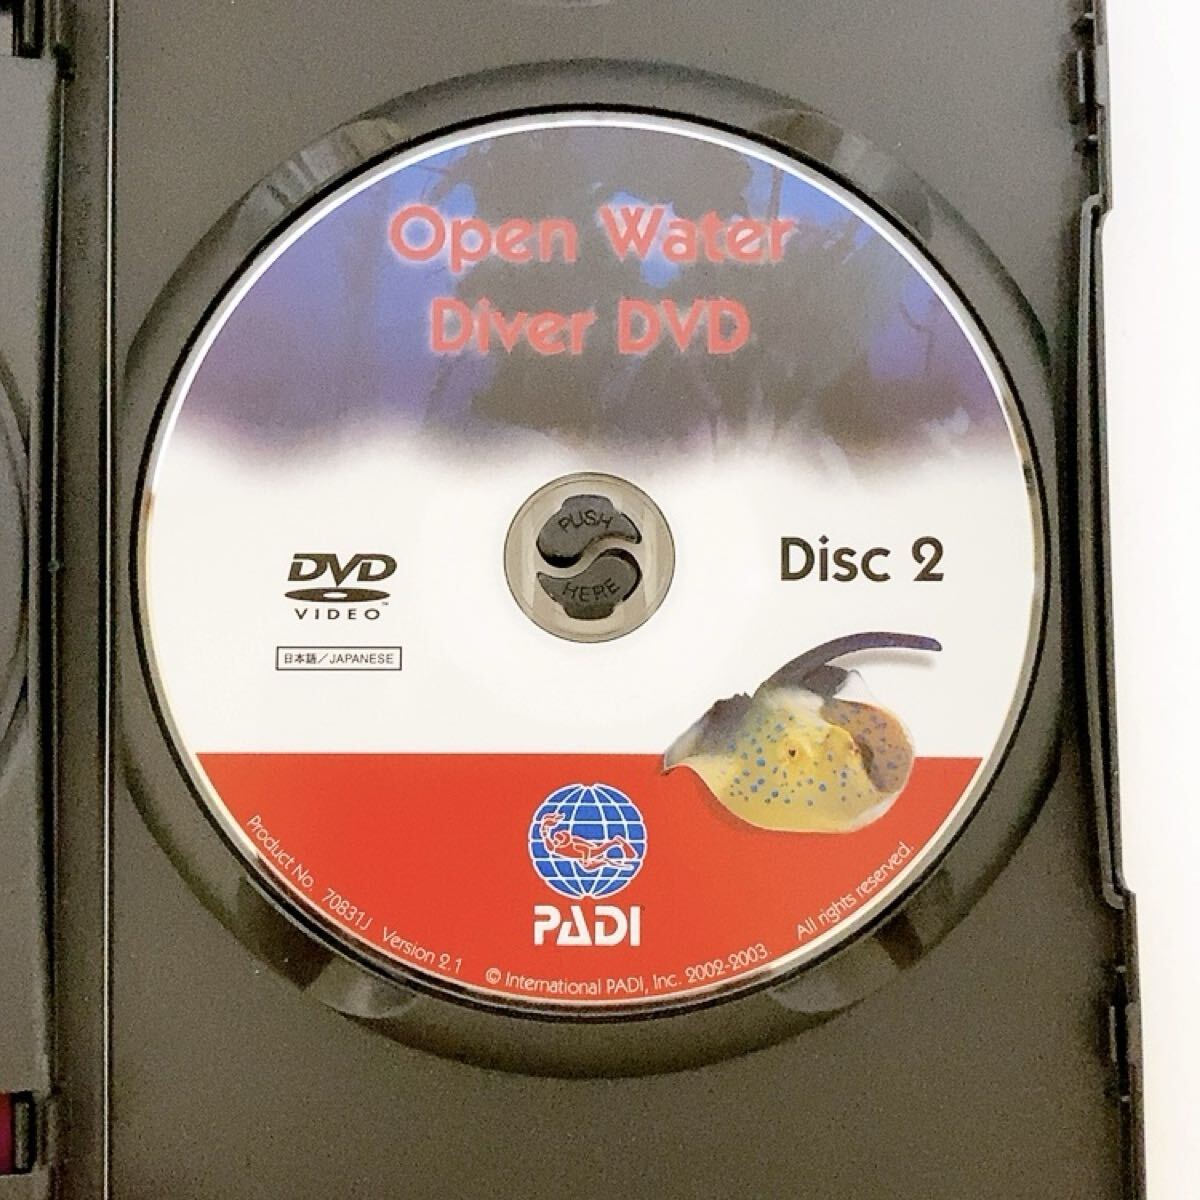 Open Water
Diver DVD
PUSH
HERE
DVD
VIDEO™
Disc 2
日本語／JAPANESE
PADI
Product No. 70831J Version 2.1 © International PADI, Inc. 2002-2003. All rights reserved.